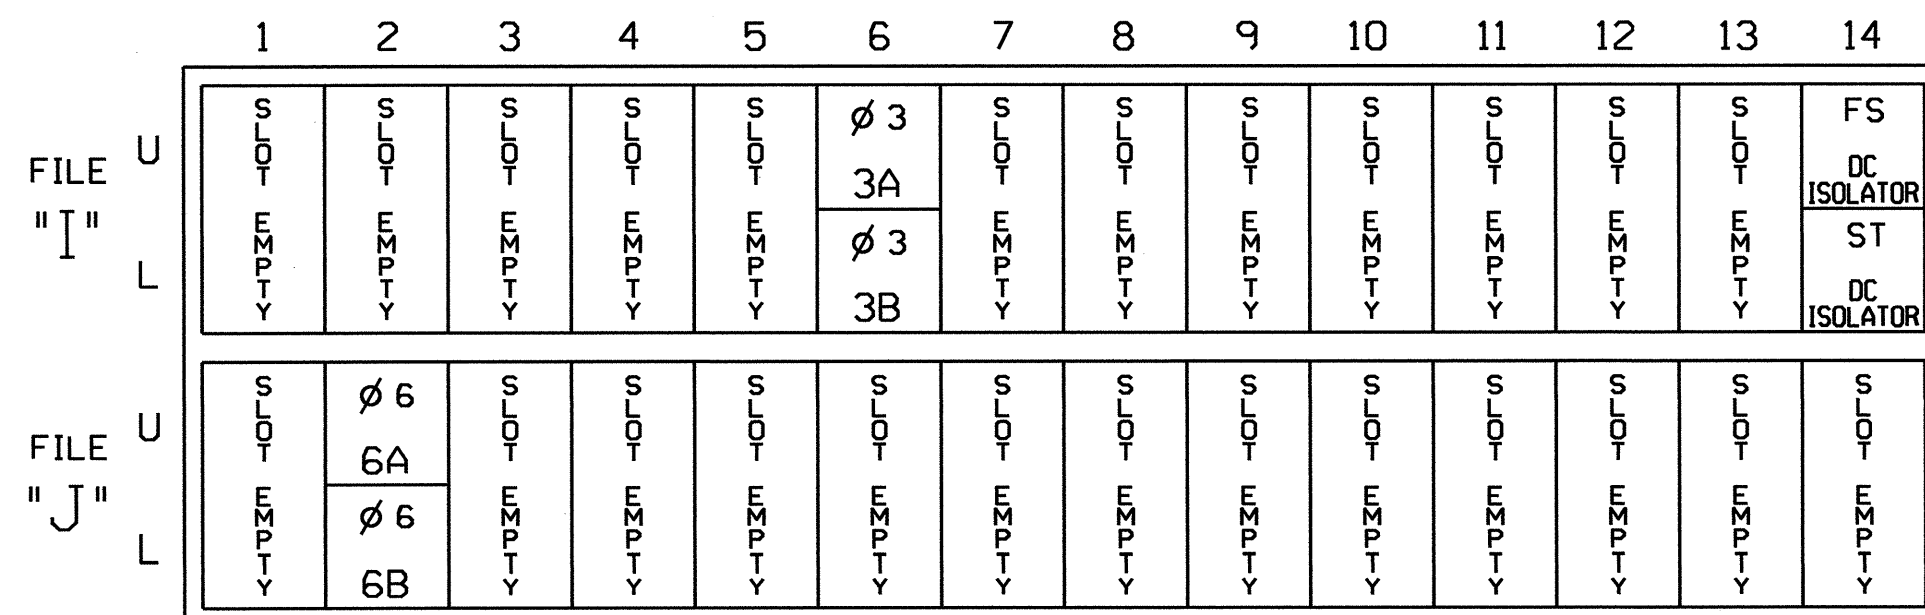 1 2 3 4 5 6 7 8 9 10 11 12 13 14
FILE "I"
U
L
SLOT EMPTY
SLOT EMPTY
SLOT EMPTY
SLOT EMPTY
SLOT EMPTY
Ø 3
3A
Ø 3
3B
SLOT EMPTY
SLOT EMPTY
SLOT EMPTY
SLOT EMPTY
SLOT EMPTY
SLOT EMPTY
SLOT EMPTY
FS
DC
ISOLATOR
ST
DC
ISOLATOR
FILE "J"
U
L
SLOT EMPTY
Ø 6
6A
Ø 6
6B
SLOT EMPTY
SLOT EMPTY
SLOT EMPTY
SLOT EMPTY
SLOT EMPTY
SLOT EMPTY
SLOT EMPTY
SLOT EMPTY
SLOT EMPTY
SLOT EMPTY
SLOT EMPTY
SLOT EMPTY